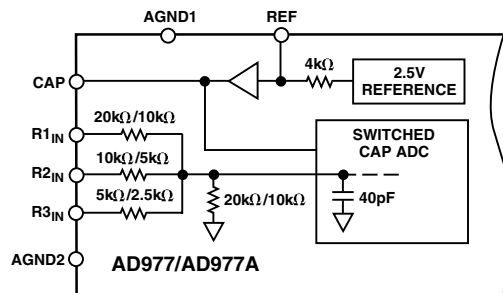 AGND1
REF
CAP
4kΩ
2.5V
REFERENCE
R1IN
20kΩ/10kΩ
SWITCHED
CAP ADC
R2IN
10kΩ/5kΩ
R3IN
5kΩ/2.5kΩ
20kΩ/10kΩ
40pF
AGND2
AD977/AD977A